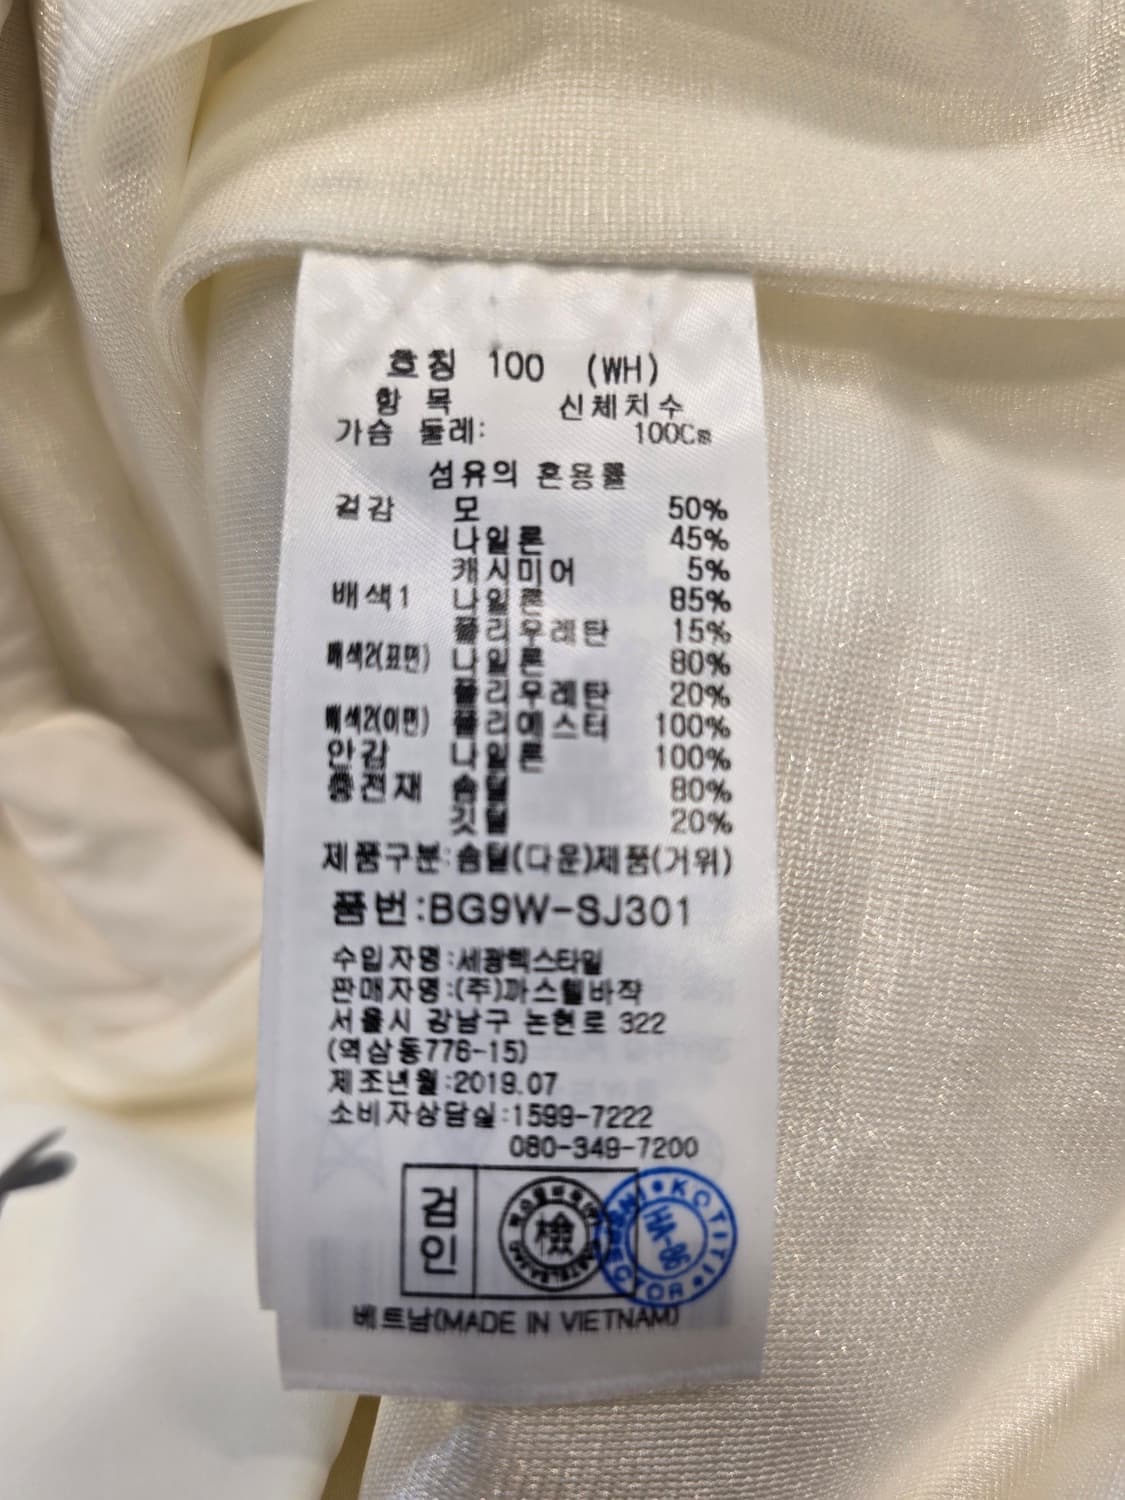 호칭 100 (WH)
항 목 신체치수
가슴 둘레: 100Cm
섬유의 혼용률
겉감 모 50%
나일론 45%
캐시미어 5%
배색1 나일론 85%
폴리우레탄 15%
배색2(표면) 나일론 80%
폴리우레탄 20%
배색2(이면) 폴리에스터 100%
안감 나일론 100%
충전재 솜털 80%
깃털 20%
제품구분:솜털(다운)제품(거위)
품번:BG9W-SJ301
수입자명:세광텍스타일
판매자명:(주)까스텔바작
서울시 강남구 논현로 322
(역삼동776-15)
제조년월:2019.07
소비자상담실:1599-7222
080-349-7200
검인
檢
KOTITI
INSPECTOR
베트남(MADE IN VIETNAM)